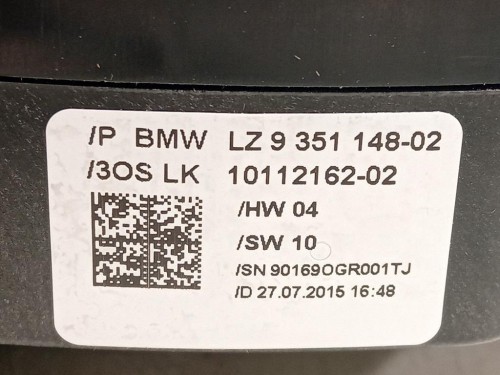 /P BMW LZ 9 351 148-02
/3OS LK 10112162-02
/HW 04
/SW 10
/SN 90169OGR001TJ
/D 27.07.2015 16:48